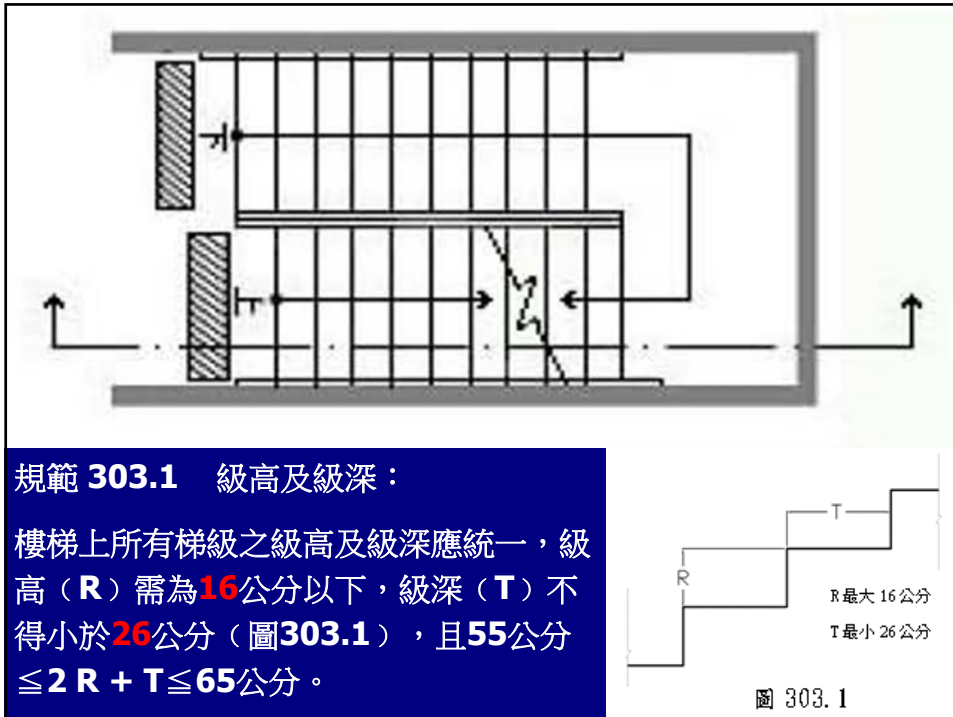 下
上
規範 303.1 級高及級深：
樓梯上所有梯級之級高及級深應統一，級
高（R）需為16公分以下，級深（T）不
得小於26公分（圖303.1），且55公分
≦2 R + T≦65公分。
T
R
R最大 16公分
T最小 26公分
圖 303.1